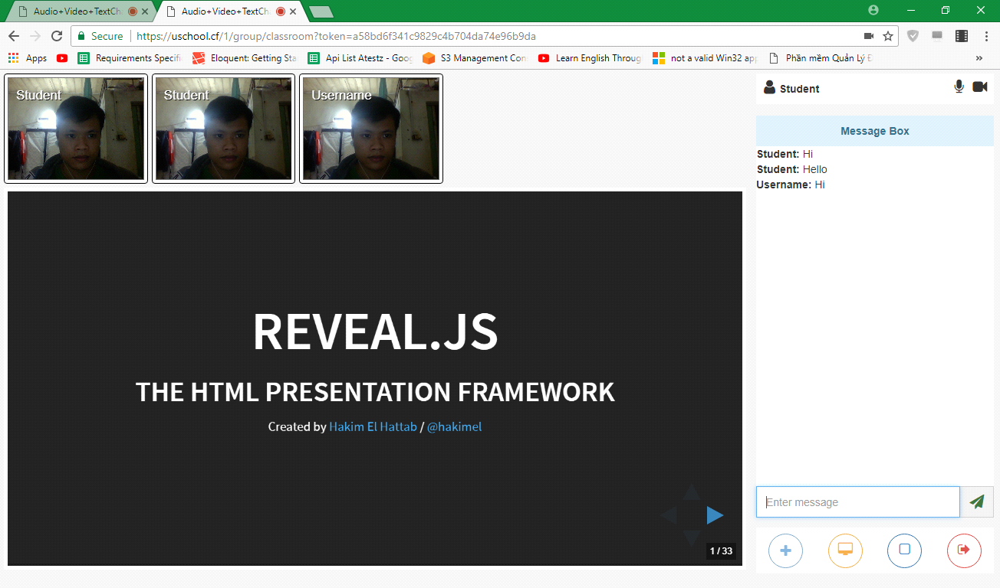 Audio+Video+TextCh
Audio+Video+TextCh
Secure
https://uschool.cf/1/group/classroom?token=a58bd6f341c9829c4b704da74e96b9da
Apps
Requirements Specifi
Eloquent: Getting Sta
Api List Atestz - Goog
S3 Management Con
Learn English Throug
not a valid Win32 app
Phần mềm Quản Lý Đ
»
Student
Student
Username
Student
Message Box
Student: Hi
Student: Hello
Username: Hi
REVEAL.JS
THE HTML PRESENTATION FRAMEWORK
Created by Hakim El Hattab / @hakimel
1 / 33
Enter message